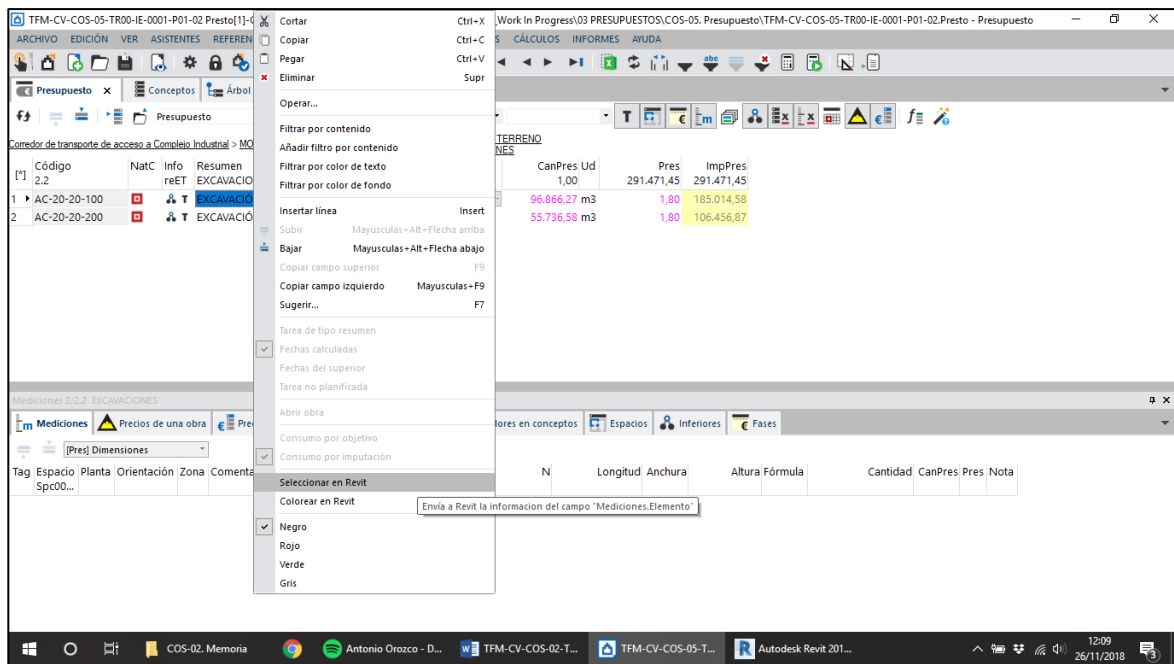 TFM-CV-COS-05-TR00-IE-0001-P01-02 Presto[1]- _Work In Progress\03 PRESUPUESTOS\COS-05. Presupuesto\TFM-CV-COS-05-TR00-IE-0001-P01-02.Presto - Presupuesto
ARCHIVO EDICIÓN VER ASISTENTES REFEREN CÁLCULOS INFORMES AYUDA
Presupuesto x Conceptos Árbol
Presupuesto
Corredor de transporte de acceso a Complejo Industrial > MO TERRENO
NES
Código NatC Info Resumen CanPres Ud Pres ImpPres
[*] 2.2 reET EXCAVACIO 1,00 291.471,45 291.471,45
1 AC-20-20-100 T EXCAVACIÓ 96.866,27 m3 1,80 185.014,58
2 AC-20-20-200 T EXCAVACIÓ 55.736,58 m3 1,80 106.456,87
Cortar Ctrl+X
Copiar Ctrl+C
Pegar Ctrl+V
Eliminar Supr
Operar...
Filtrar por contenido
Añadir filtro por contenido
Filtrar por color de texto
Filtrar por color de fondo
Insertar línea Insert
Subir Mayusculas+Alt+Flecha arriba
Bajar Mayusculas+Alt+Flecha abajo
Copiar campo superior F9
Copiar campo izquierdo Mayusculas+F9
Sugerir... F7
Tarea de tipo resumen
Fechas calculadas
Fechas del superior
Tarea no planificada
Abrir obra
Consumo por objetivo
Consumo por imputación
Seleccionar en Revit
Colorear en Revit
Envía a Revit la informacion del campo "Mediciones.Elemento"
Negro
Rojo
Verde
Gris
Mediciones 2/2.2 EXCAVACIONES
Mediciones Precios de una obra Pre lores en conceptos Espacios Inferiores Fases
[Pres] Dimensiones
Tag Espacio Planta Orientación Zona Comenta N Longitud Anchura Altura Fórmula Cantidad CanPres Pres Nota
Spc00...
COS-02. Memoria Antonio Orozco - D... TFM-CV-COS-02-T... TFM-CV-COS-05-T... Autodesk Revit 201... 12:09
26/11/2018